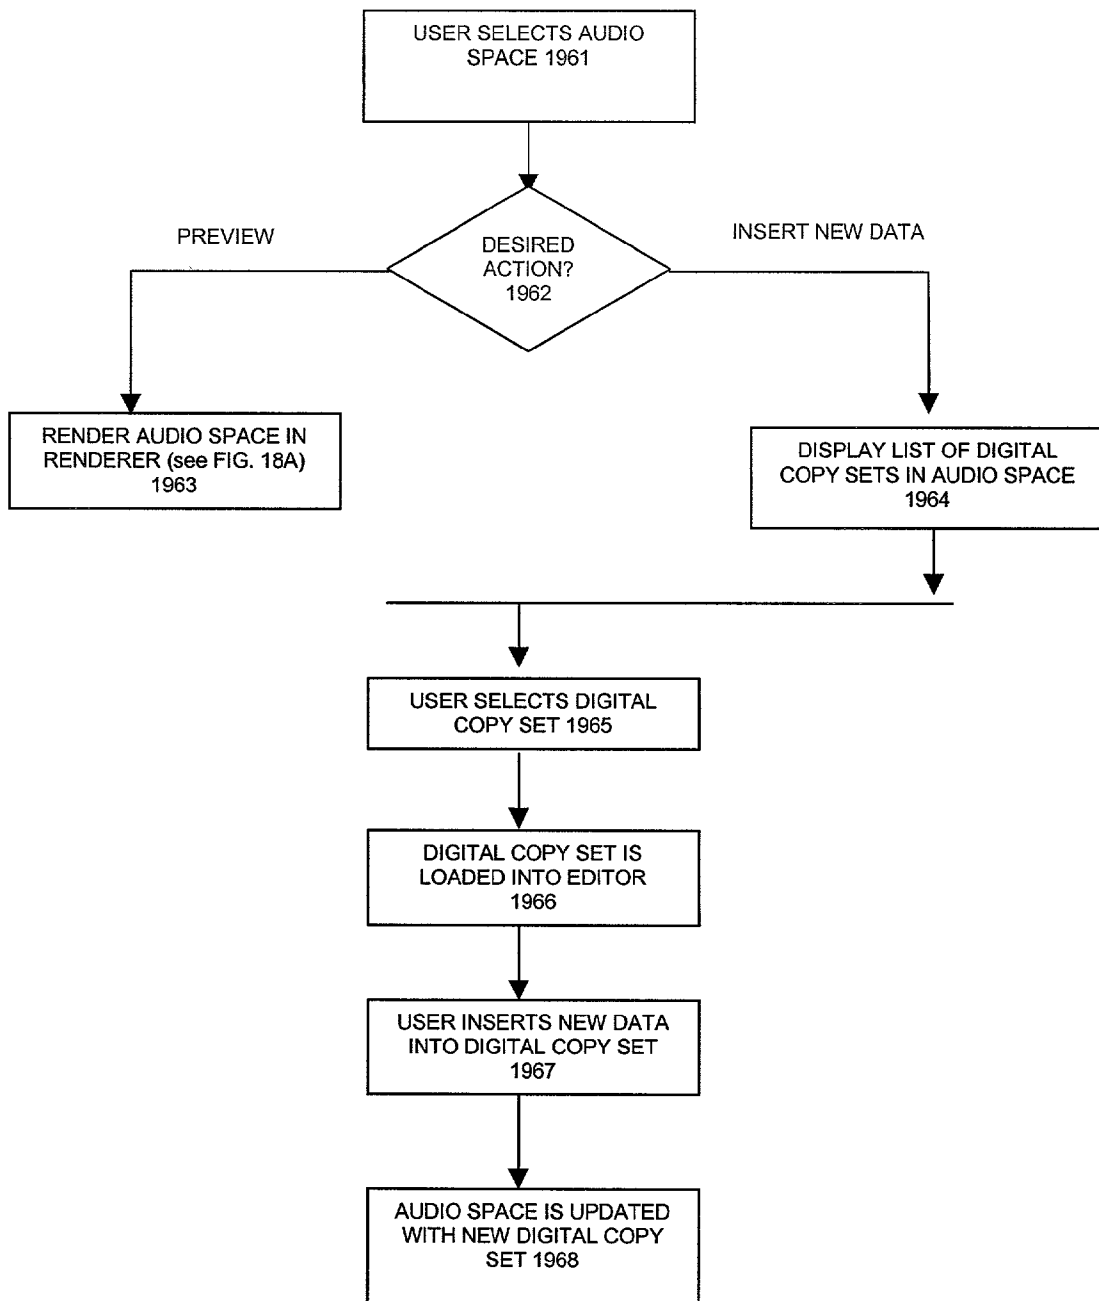 USER SELECTS AUDIO
SPACE 1961
PREVIEW
INSERT NEW DATA
DESIRED
ACTION?
1962
RENDER AUDIO SPACE IN
RENDERER (see FIG. 18A)
1963
DISPLAY LIST OF DIGITAL
COPY SETS IN AUDIO SPACE
1964
USER SELECTS DIGITAL
COPY SET 1965
DIGITAL COPY SET IS
LOADED INTO EDITOR
1966
USER INSERTS NEW DATA
INTO DIGITAL COPY SET
1967
AUDIO SPACE IS UPDATED
WITH NEW DIGITAL COPY
SET 1968